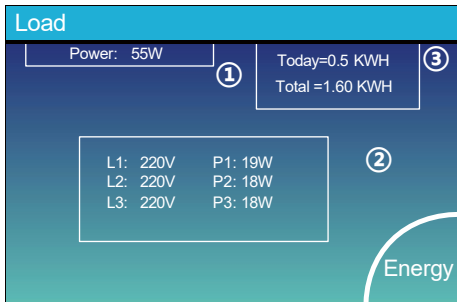 Load
Power: 55W
①
Today=0.5 KWH
Total =1.60 KWH
③
L1: 220V P1: 19W
L2: 220V P2: 18W
L3: 220V P3: 18W
②
Energy